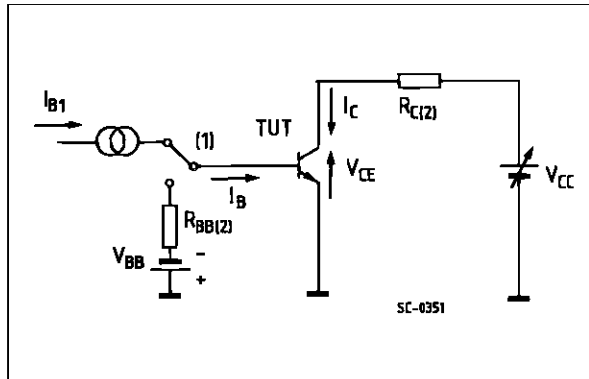 I_B1
(1)
TUT
I_C
R_C(2)
V_CE
V_CC
I_B
R_BB(2)
V_BB
−
+
SC-0351